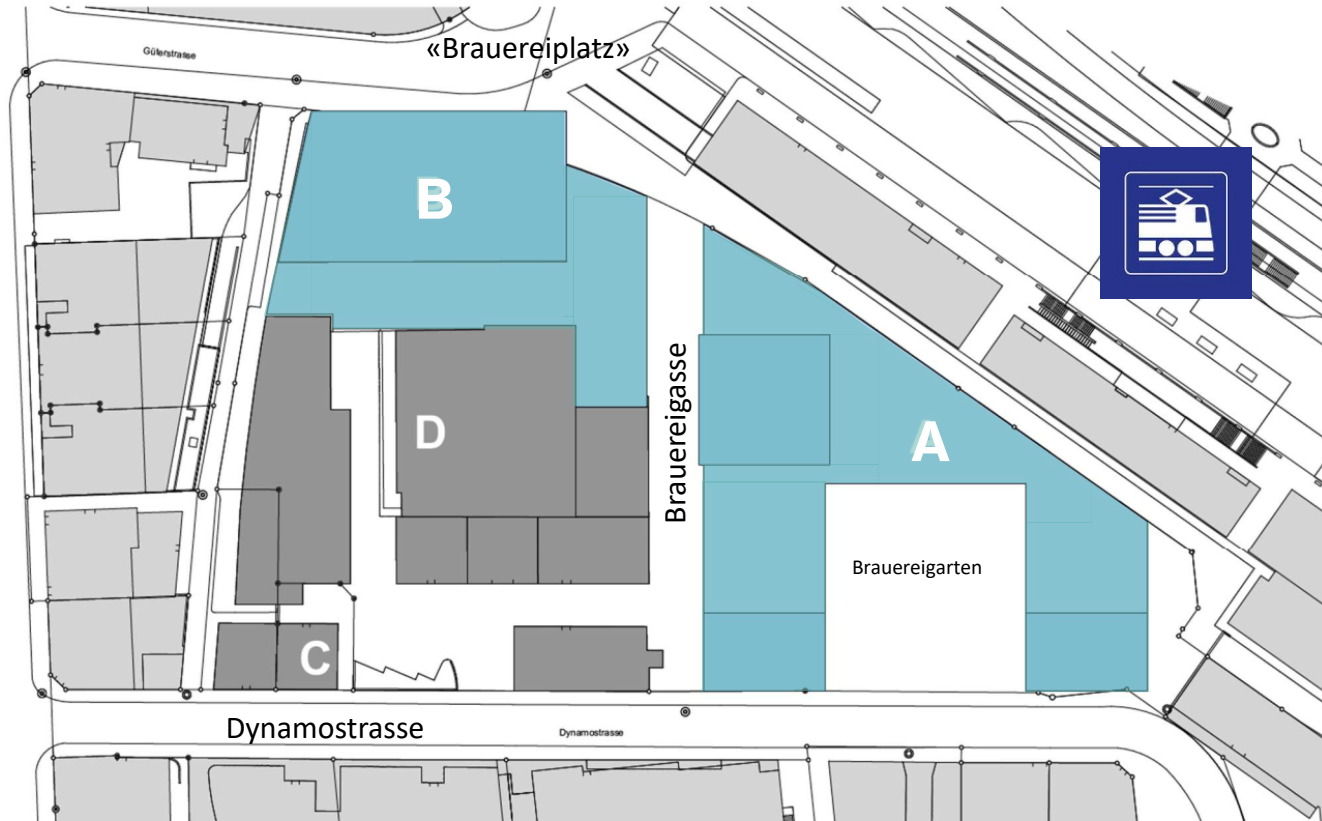 «Brauereiplatz»
Güterstrasse
B
Brauereigasse
D
A
Brauereigarten
C
Dynamostrasse
Dynamostrasse